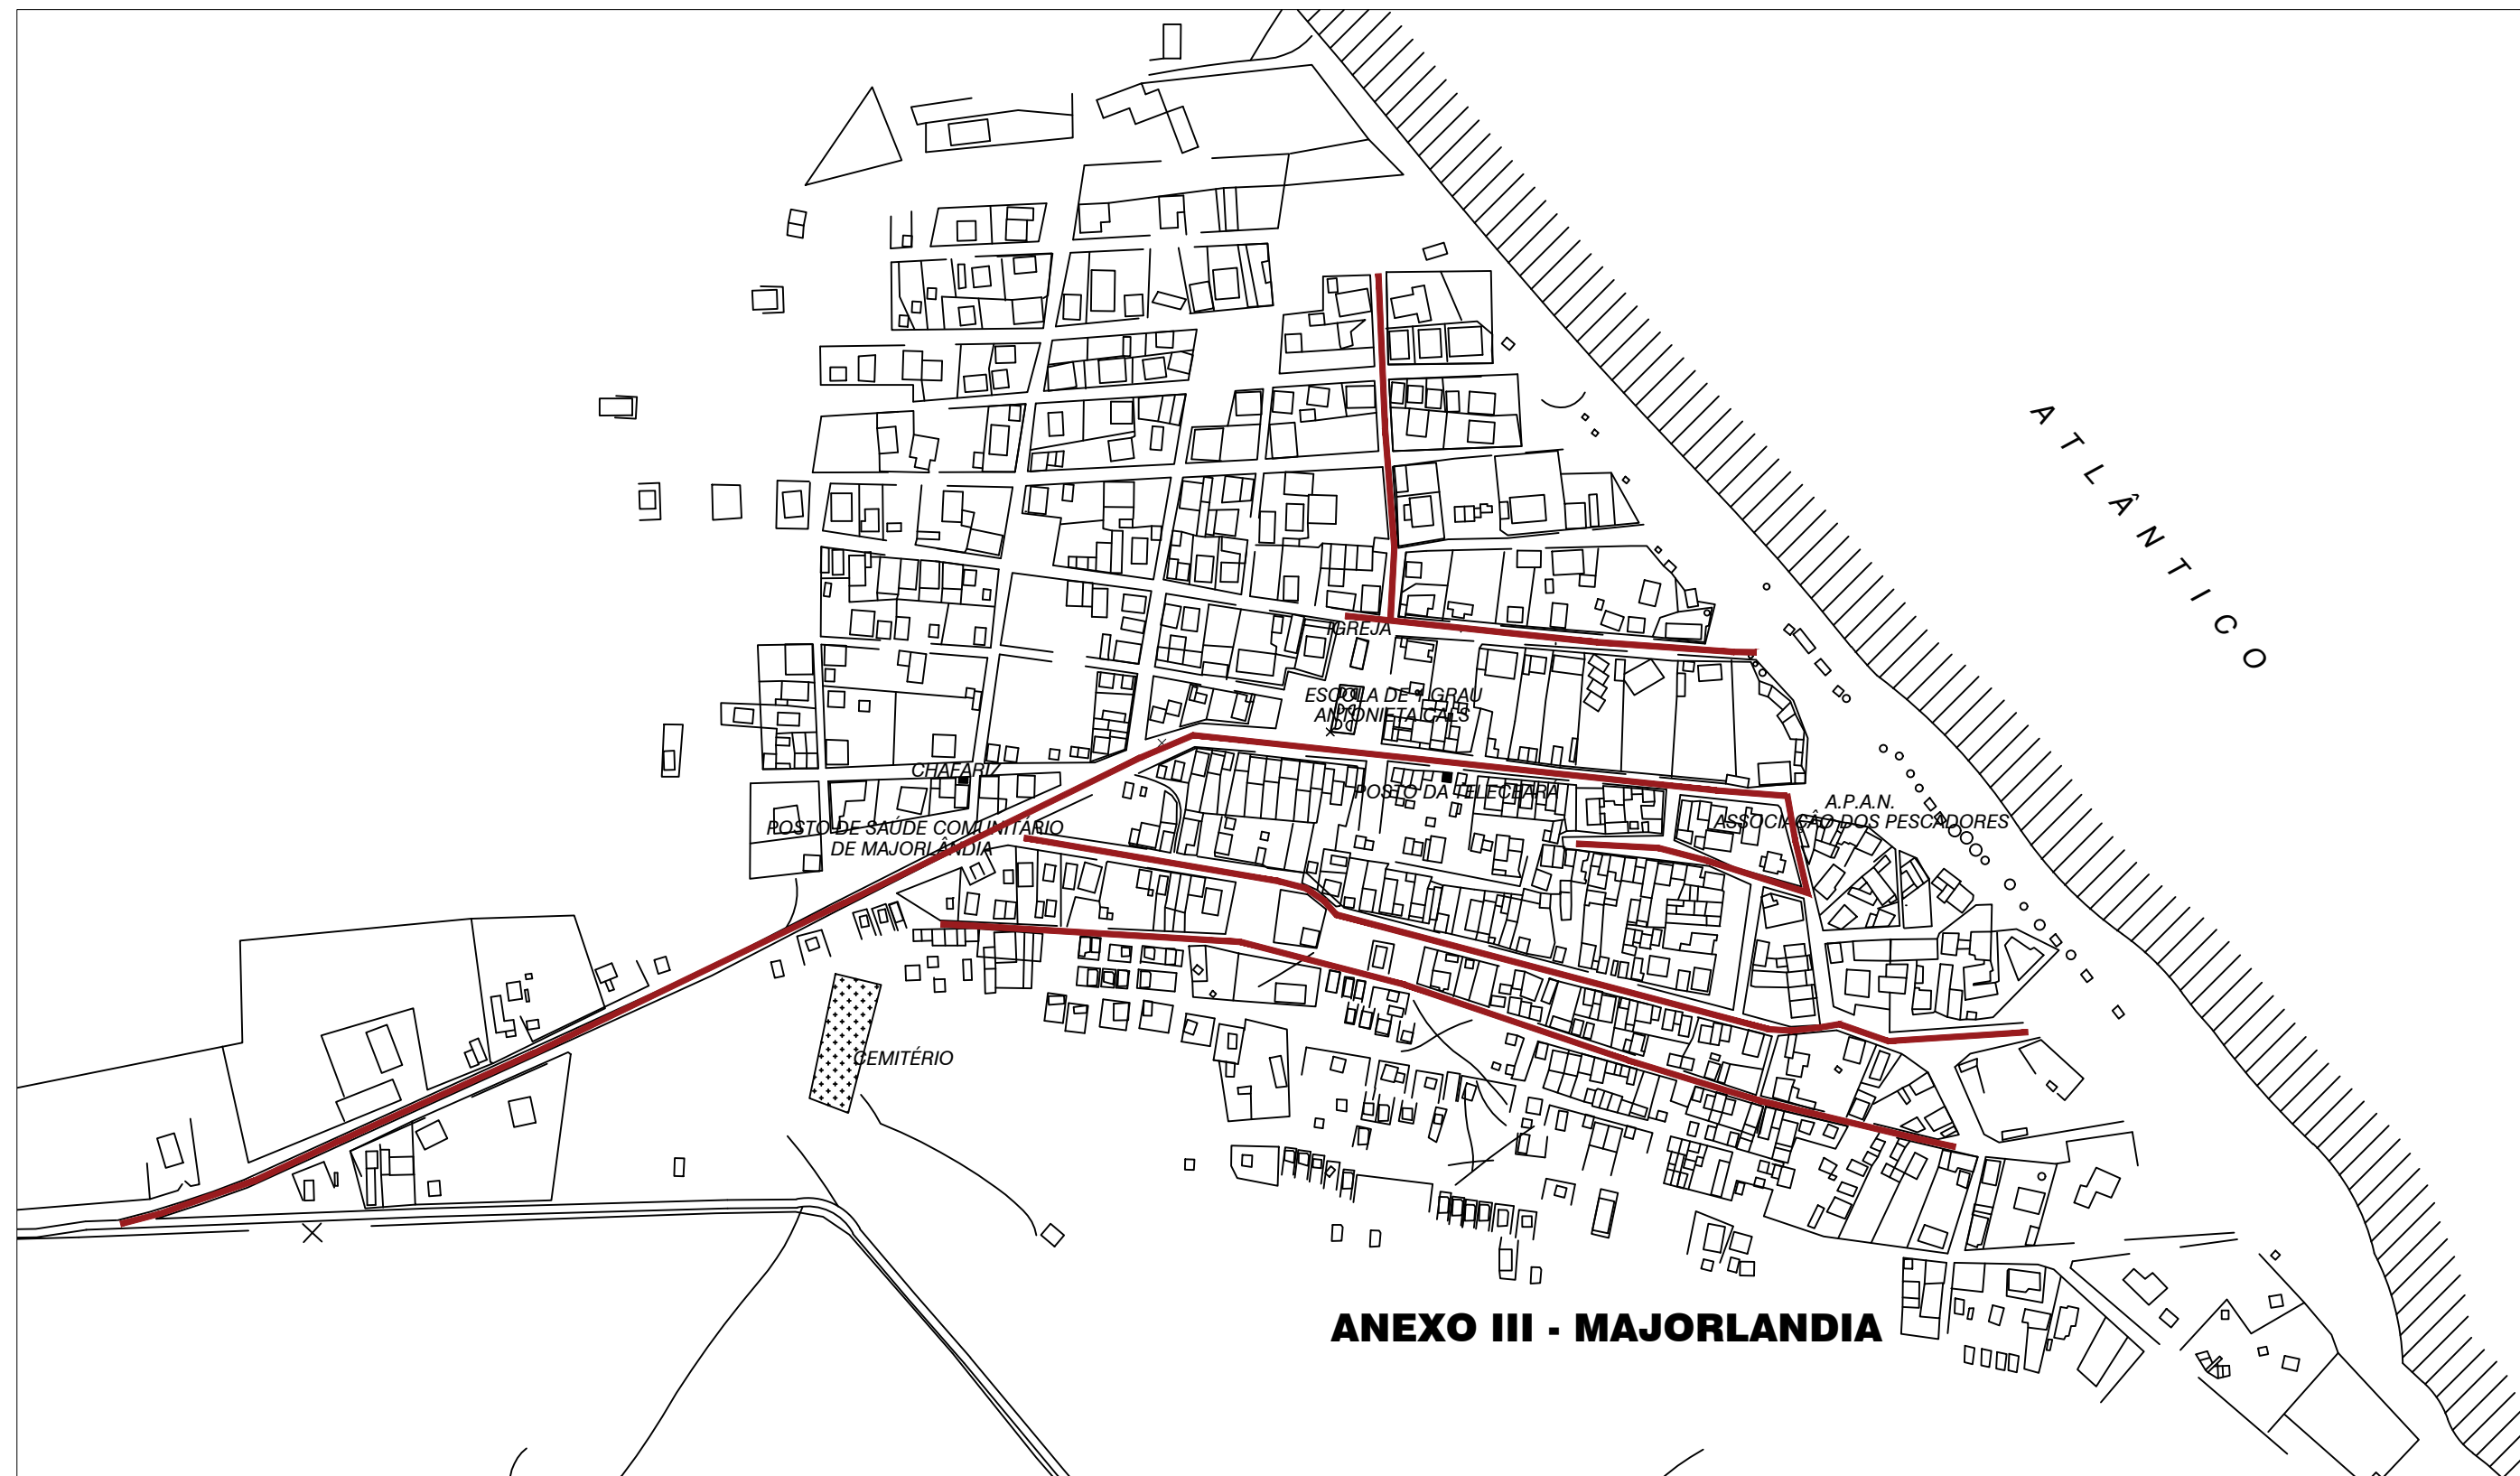 ATLÂNTICO
IGREJA
ESCOLA DE 1 GRAU
ANTONIETA CALS
CHAFARIZ
POSTO DA TELECEARÁ
A.P.A.N.
ASSOCIAÇÃO DOS PESCADORES
POSTO DE SAÚDE COMUNITÁRIO
DE MAJORLÂNDIA
CEMITÉRIO
ANEXO III - MAJORLANDIA